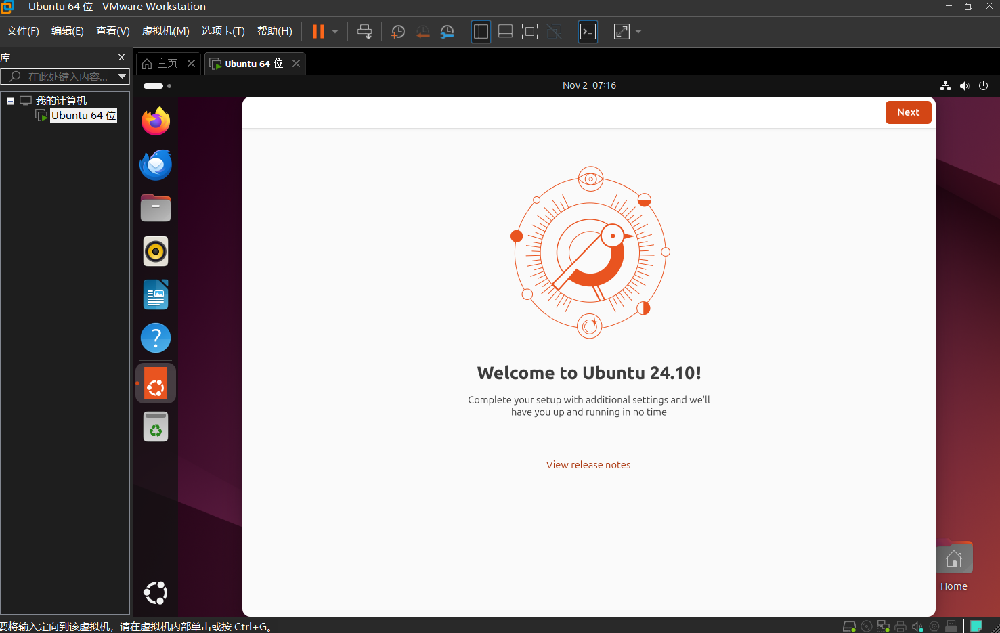 Ubuntu 64 位 - VMware Workstation
文件(F) 编辑(E) 查看(V) 虚拟机(M) 选项卡(T) 帮助(H)
库
在此处键入内容...
我的计算机
Ubuntu 64 位
主页
Ubuntu 64 位
Nov 2 07:16
Next
Welcome to Ubuntu 24.10!
Complete your setup with additional settings and we'll
have you up and running in no time
View release notes
Home
要将输入定向到该虚拟机，请在虚拟机内部单击或按 Ctrl+G。